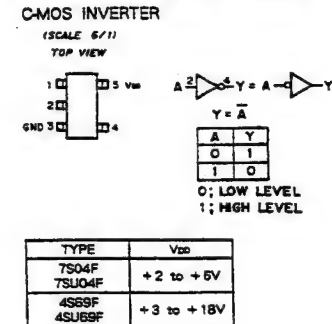 C-MOS INVERTER
(SCALE 6/1)
TOP VIEW
1 5 VDD
2
GND 3 4
A 2 4 Y = A Y
Y = A̅
A Y
0 1
1 0
0; LOW LEVEL
1; HIGH LEVEL
TYPE VDD
7S04F
7SU04F +2 to +6V
4S69F
4SU69F +3 to +18V